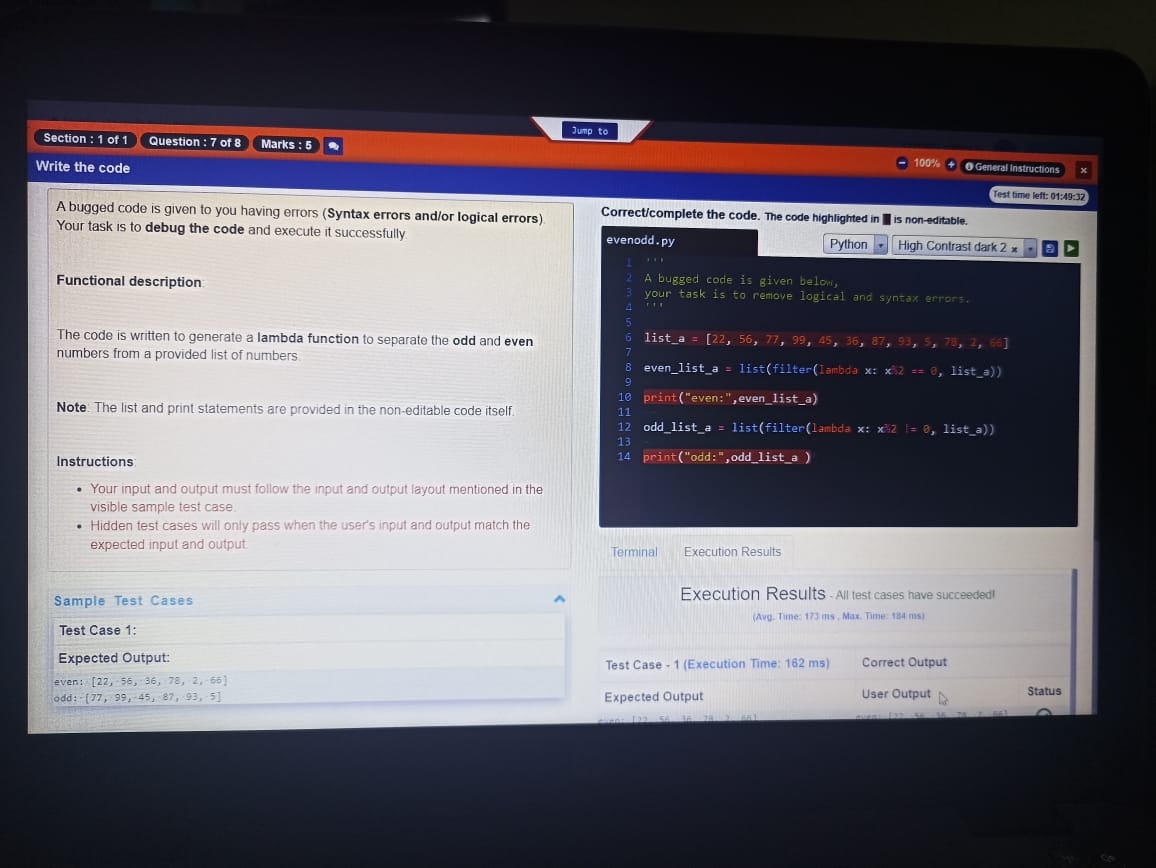 Jump to
Section : 1 of 1 Question : 7 of 8 Marks : 5
100% General Instructions
Write the code
Test time left: 01:49:32
A bugged code is given to you having errors (Syntax errors and/or logical errores).
Your task is to debug the code and execute it successfully.
Functional description:
The code is written to generate a lambda function to separate the odd and even
numbers from a provided list of numbers.
Note: The list and print statements are provided in the non-editable code itself.
Instructions:
Your input and output must follow the input and output layout mentioned in the
visible sample test case.
Hidden test cases will only pass when the user's input and output match the
expected input and output.
Sample Test Cases
Test Case 1:
Expected Output:
even: [22, 56, 36, 78, 2, 66]
odd: [77, 99, 45, 87, 93, 5]
Correct/complete the code. The code highlighted in is non-editable.
evenodd.py
Python High Contrast dark 2 ×
1 '''
2 A bugged code is given below,
3 your task is to remove logical and syntax errors.
4 '''
5
6 list_a = [22, 56, 77, 99, 45, 36, 87, 93, 5, 78, 2, 66]
7
8 even_list_a = list(filter(lambda x: x%2 == 0, list_a))
9
10 print("even:",even_list_a)
11
12 odd_list_a = list(filter(lambda x: x%2 != 0, list_a))
13
14 print("odd:",odd_list_a )
Terminal Execution Results
Execution Results - All test cases have succeeded!
(Avg. Time: 173 ms , Max. Time: 184 ms)
Test Case - 1 (Execution Time: 162 ms) Correct Output
Expected Output User Output Status
even: [22, 56, 36, 78, 2, 66] even: [22, 56, 36, 78, 2, 66]